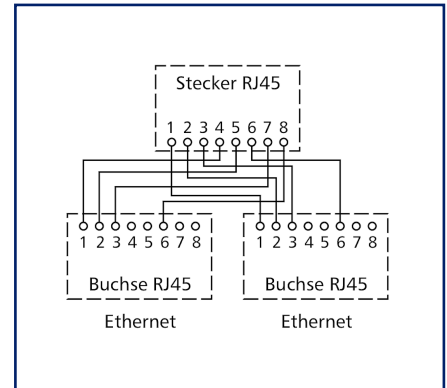 Stecker RJ45
1 2 3 4 5 6 7 8
1 2 3 4 5 6 7 8 1 2 3 4 5 6 7 8
Buchse RJ45 Buchse RJ45
Ethernet Ethernet